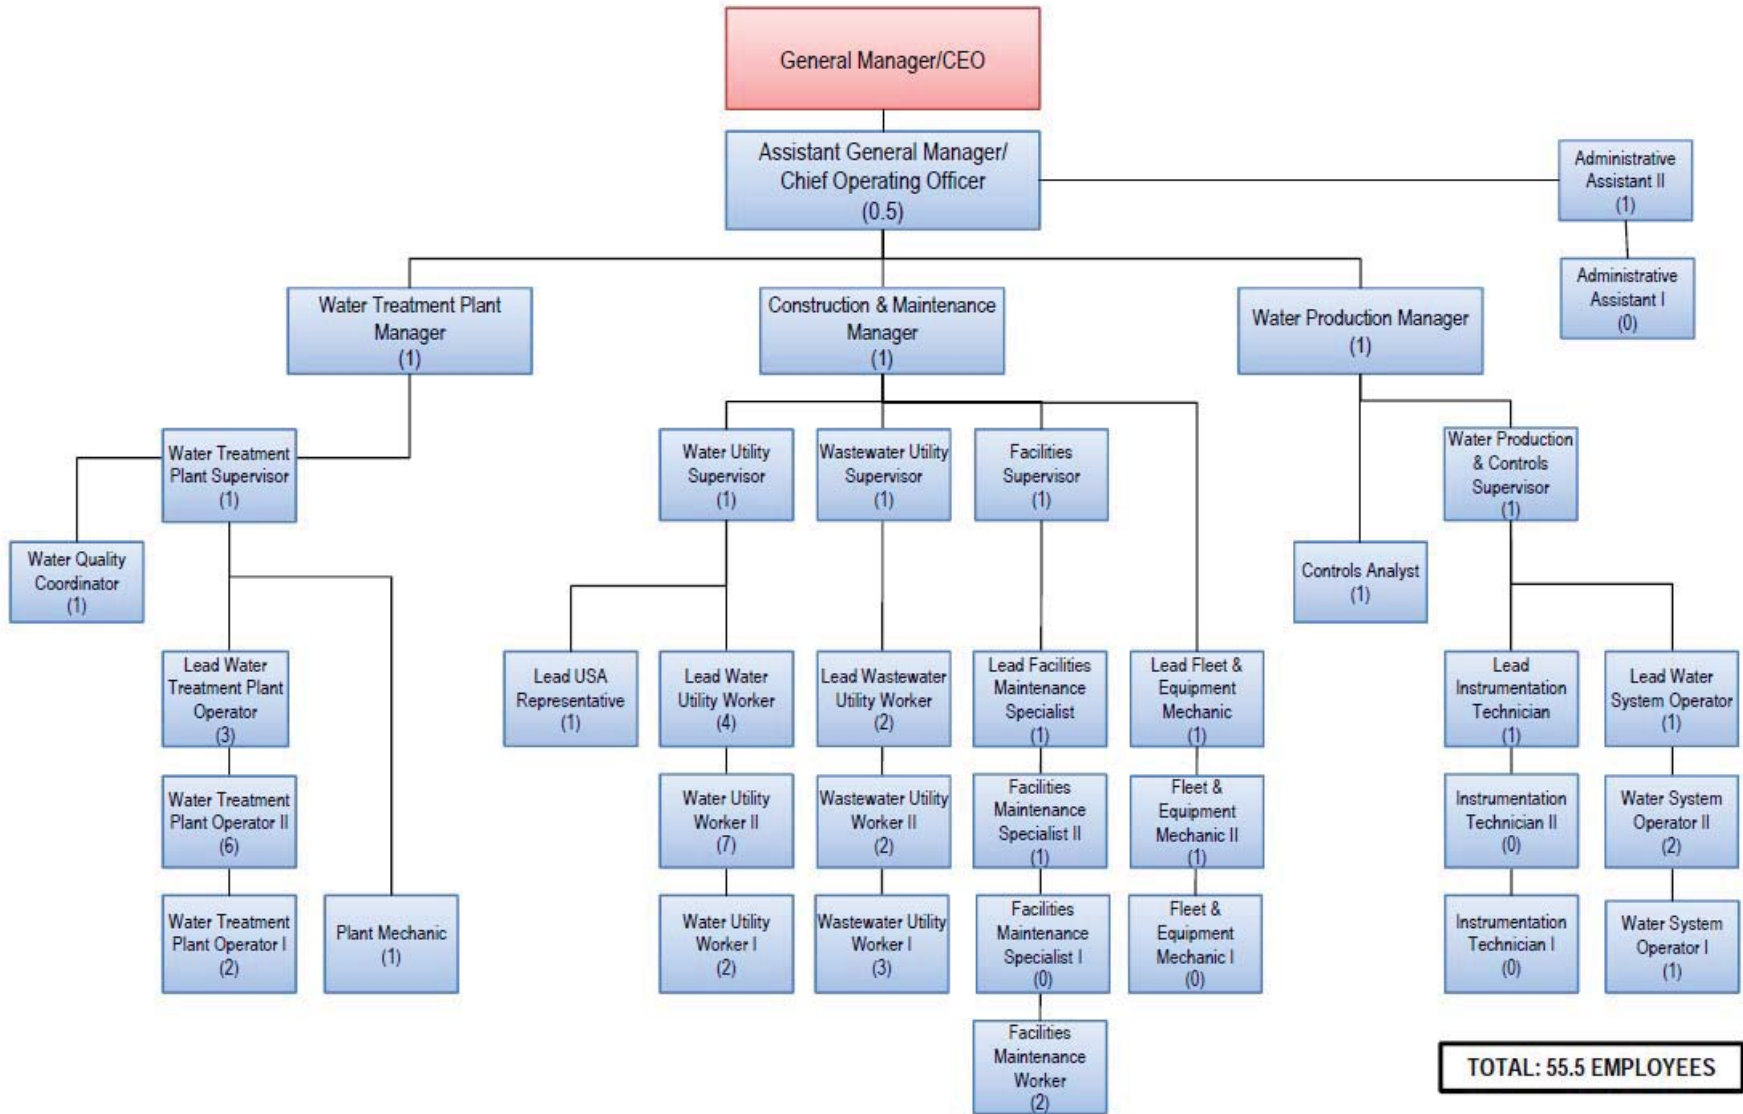 General Manager/CEO
Assistant General Manager/
Chief Operating Officer
(0.5)
Administrative
Assistant II
(1)
Administrative
Assistant I
(0)
Water Treatment Plant
Manager
(1)
Construction & Maintenance
Manager
(1)
Water Production Manager
(1)
Water Treatment
Plant Supervisor
(1)
Water Utility
Supervisor
(1)
Wastewater Utility
Supervisor
(1)
Facilities
Supervisor
(1)
Water Production
& Controls
Supervisor
(1)
Water Quality
Coordinator
(1)
Controls Analyst
(1)
Lead Water
Treatment Plant
Operator
(3)
Lead USA
Representative
(1)
Lead Water
Utility Worker
(4)
Lead Wastewater
Utility Worker
(2)
Lead Facilities
Maintenance
Specialist
(1)
Lead Fleet &
Equipment
Mechanic
(1)
Lead
Instrumentation
Technician
(1)
Lead Water
System Operator
(1)
Water Treatment
Plant Operator II
(6)
Water Utility
Worker II
(7)
Wastewater Utility
Worker II
(2)
Facilities
Maintenance
Specialist II
(1)
Fleet &
Equipment
Mechanic II
(1)
Instrumentation
Technician II
(0)
Water System
Operator II
(2)
Water Treatment
Plant Operator I
(2)
Plant Mechanic
(1)
Water Utility
Worker I
(2)
Wastewater Utility
Worker I
(3)
Facilities
Maintenance
Specialist I
(0)
Fleet &
Equipment
Mechanic I
(0)
Instrumentation
Technician I
(0)
Water System
Operator I
(1)
Facilities
Maintenance
Worker
(2)
TOTAL: 55.5 EMPLOYEES